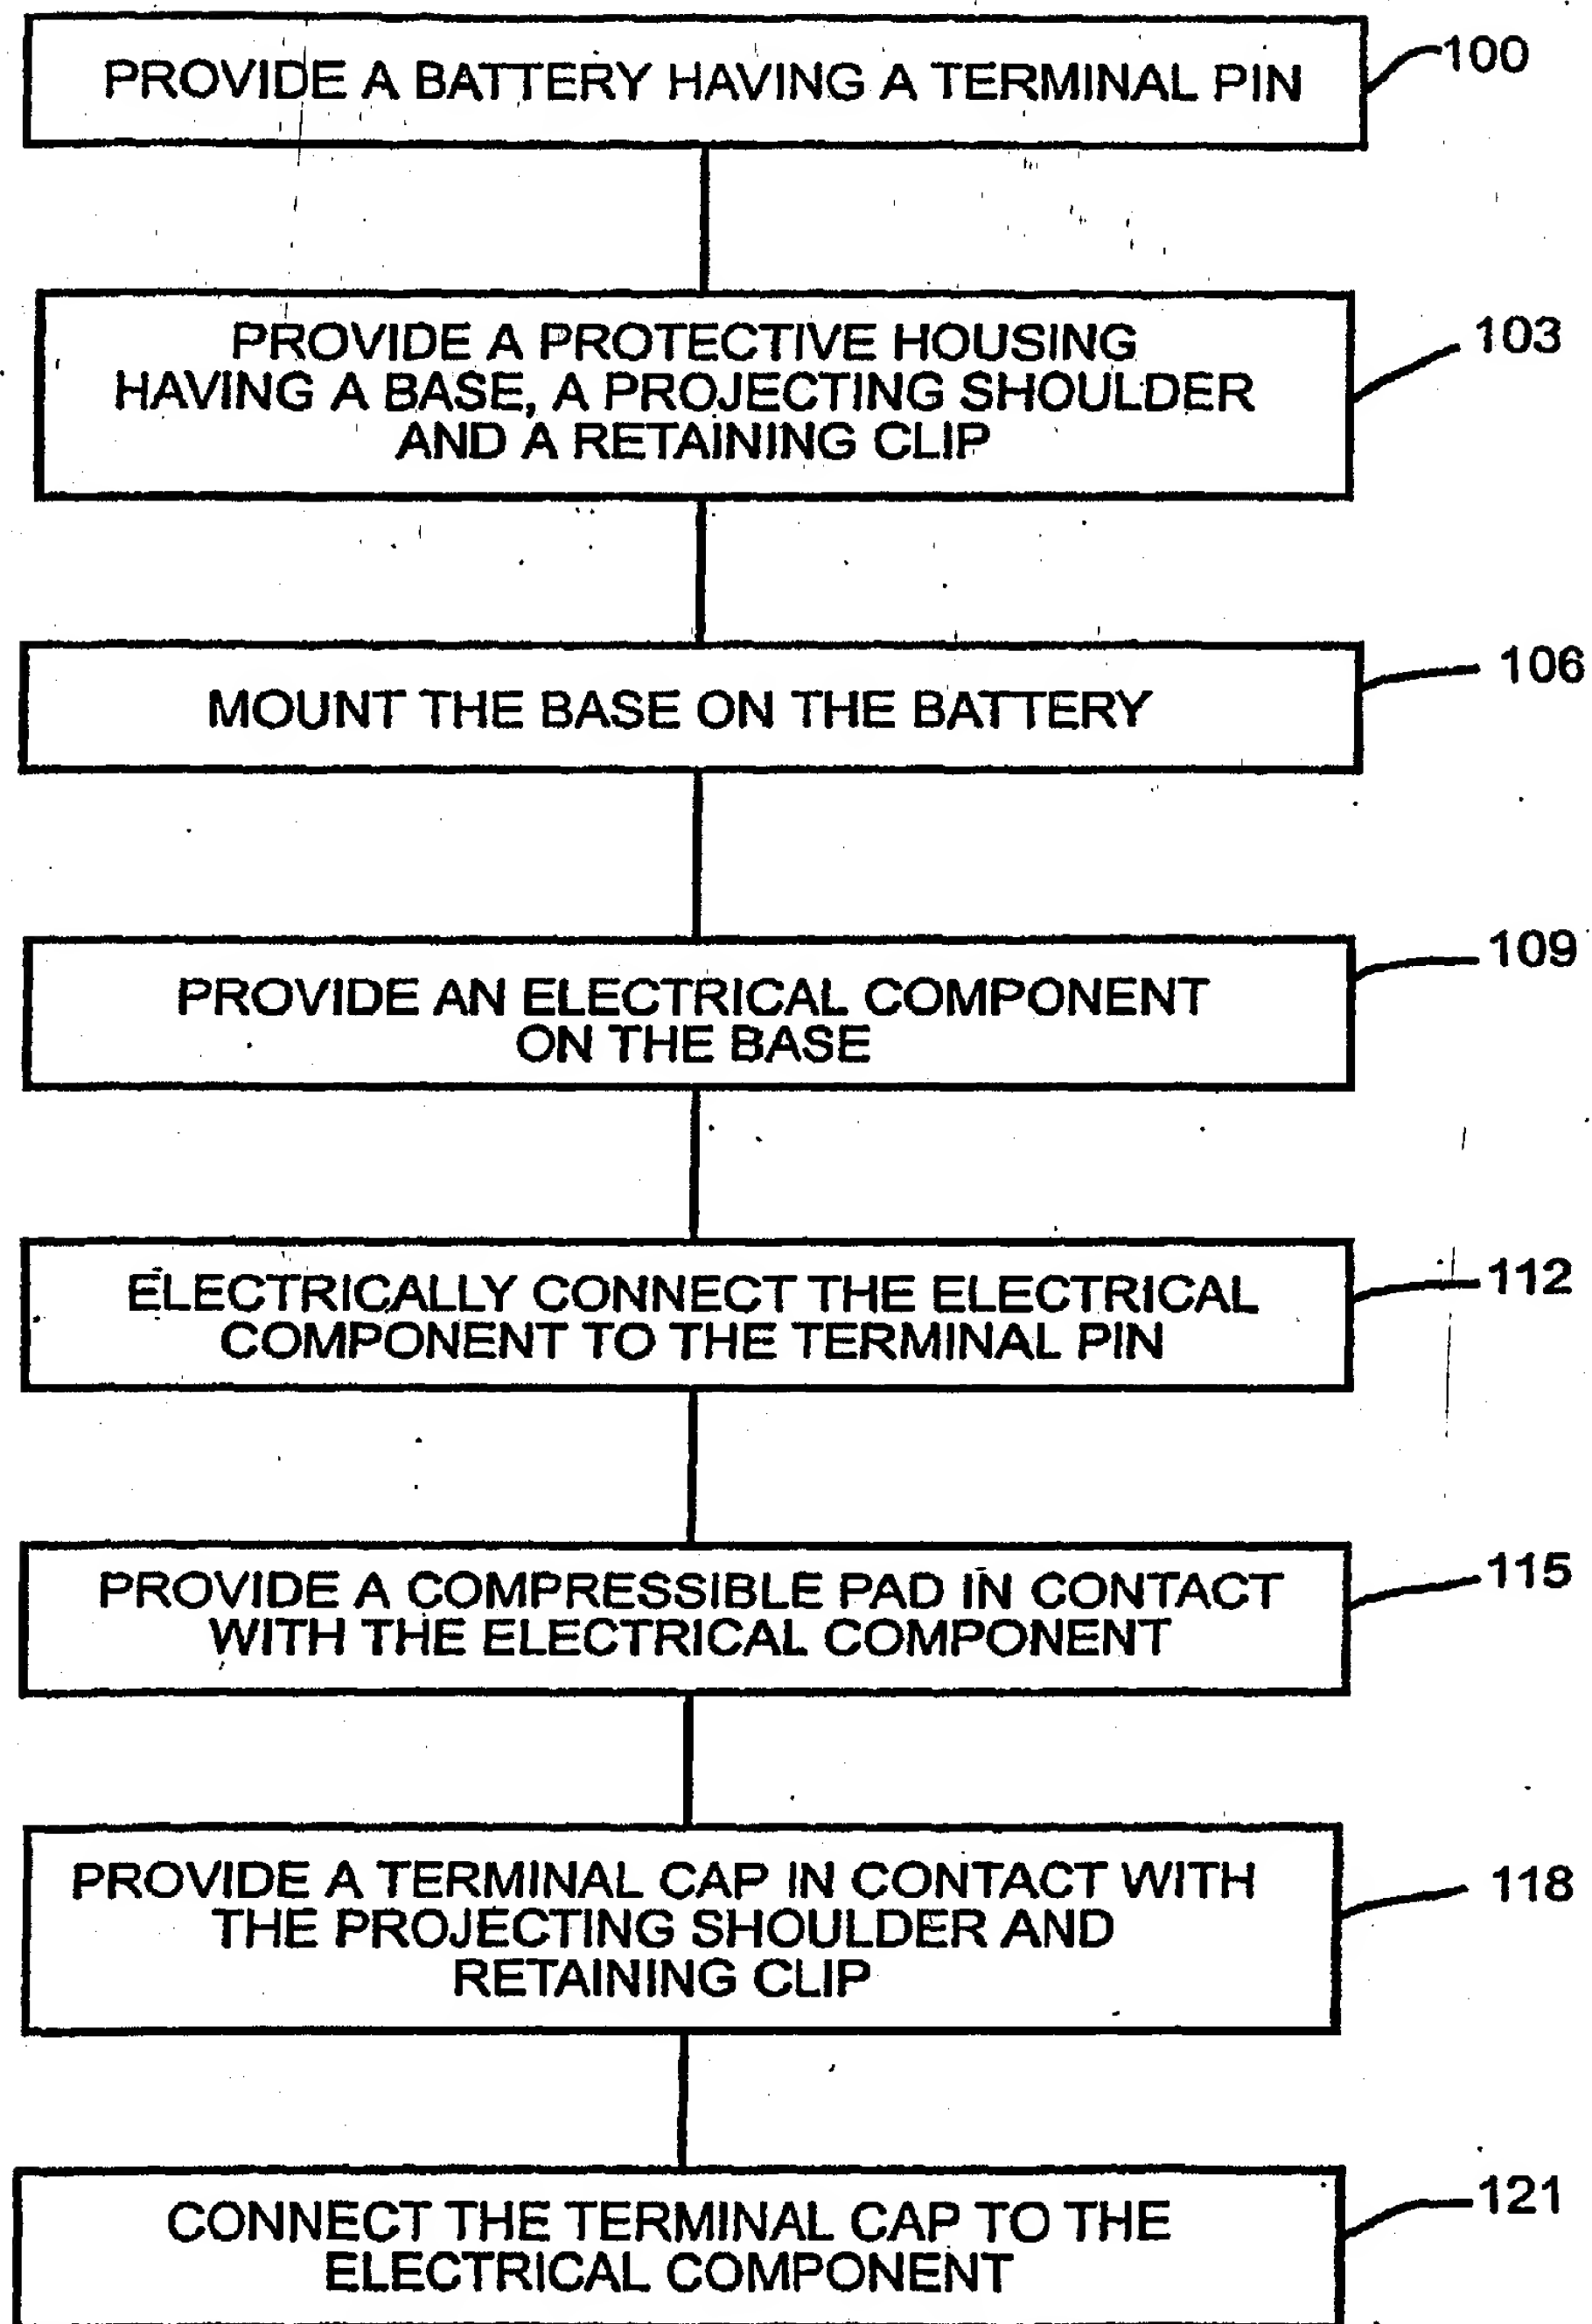 PROVIDE A BATTERY HAVING A TERMINAL PIN
100
PROVIDE A PROTECTIVE HOUSING
HAVING A BASE, A PROJECTING SHOULDER
AND A RETAINING CLIP
103
MOUNT THE BASE ON THE BATTERY
106
PROVIDE AN ELECTRICAL COMPONENT
ON THE BASE
109
ELECTRICALLY CONNECT THE ELECTRICAL
COMPONENT TO THE TERMINAL PIN
112
PROVIDE A COMPRESSIBLE PAD IN CONTACT
WITH THE ELECTRICAL COMPONENT
115
PROVIDE A TERMINAL CAP IN CONTACT WITH
THE PROJECTING SHOULDER AND
RETAINING CLIP
118
CONNECT THE TERMINAL CAP TO THE
ELECTRICAL COMPONENT
121